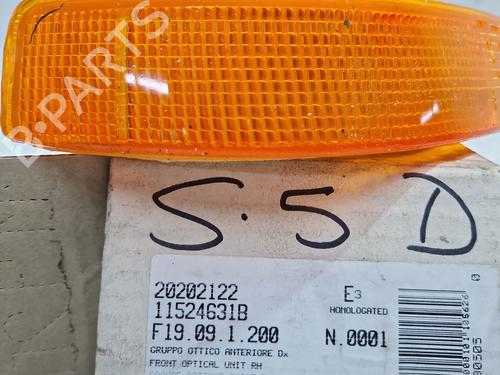 B-PARTS
S.5 D
20202122
11524631B
F19.09.1.200
E3
HOMOLOGATED
N.0001
GRUPPO OTTICO ANTERIORE Dx
FRONT OPTICAL UNIT RH